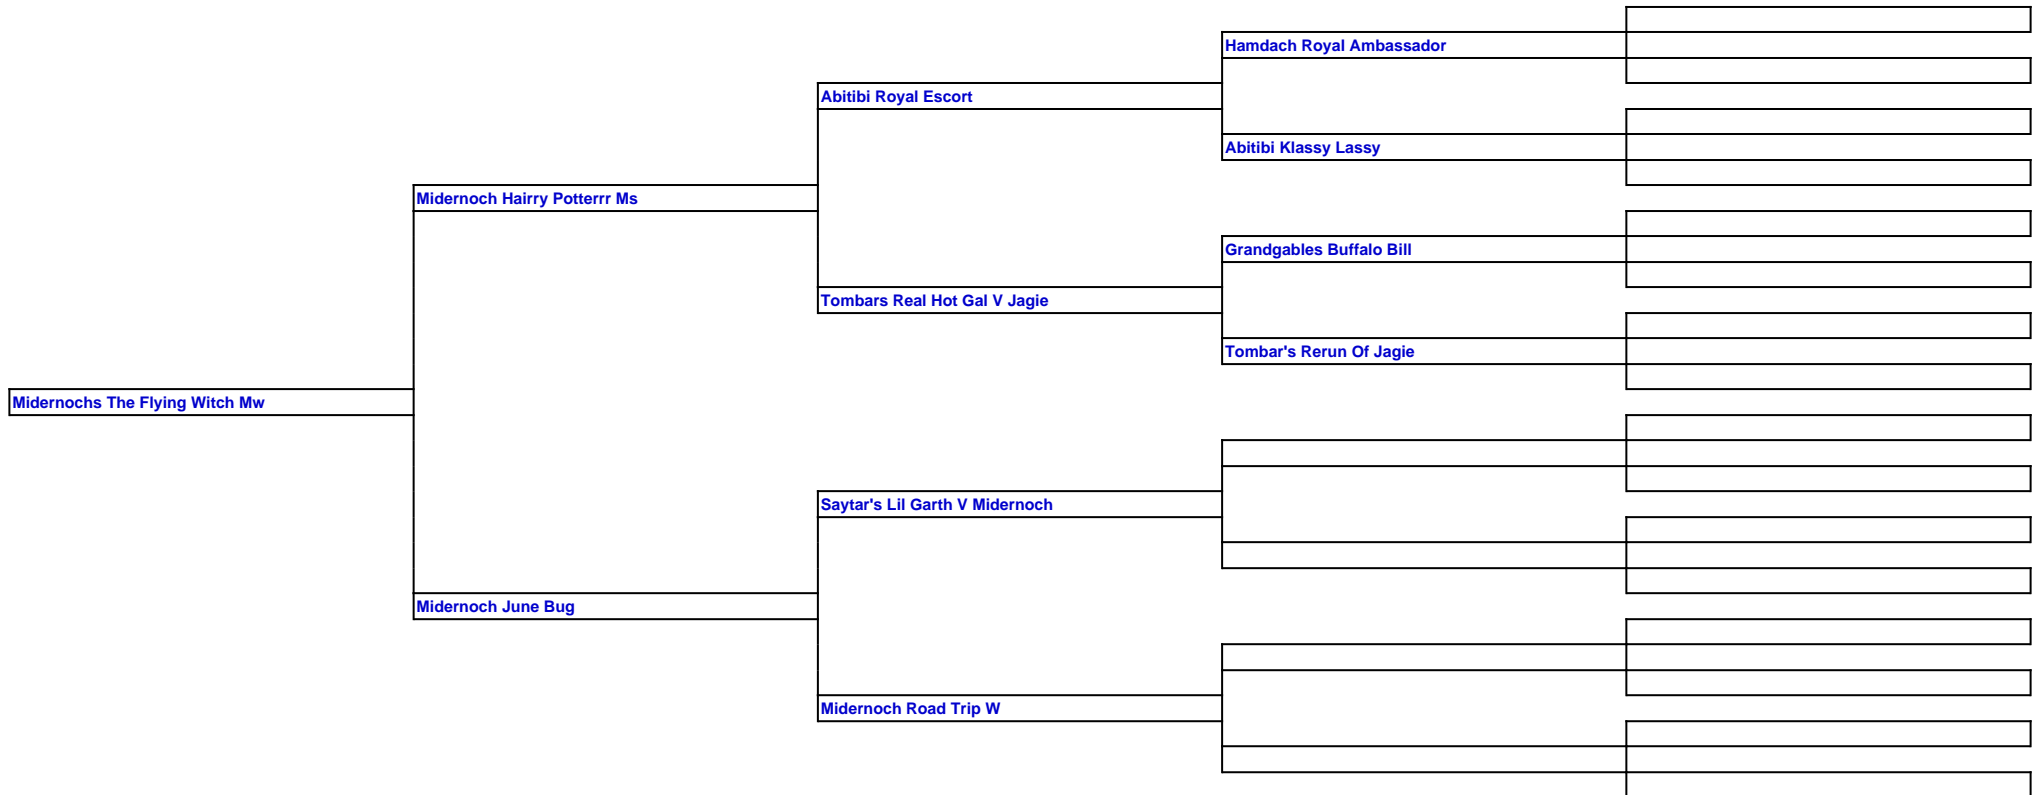 Hamdach Royal Ambassador
Abitibi Royal Escort
Abitibi Klassy Lassy
Midernoch Hairry Potterrr Ms
Grandgables Buffalo Bill
Tombars Real Hot Gal V Jagie
Tombar's Rerun Of Jagie
Midernochs The Flying Witch Mw
Saytar's Lil Garth V Midernoch
Midernoch June Bug
Midernoch Road Trip W